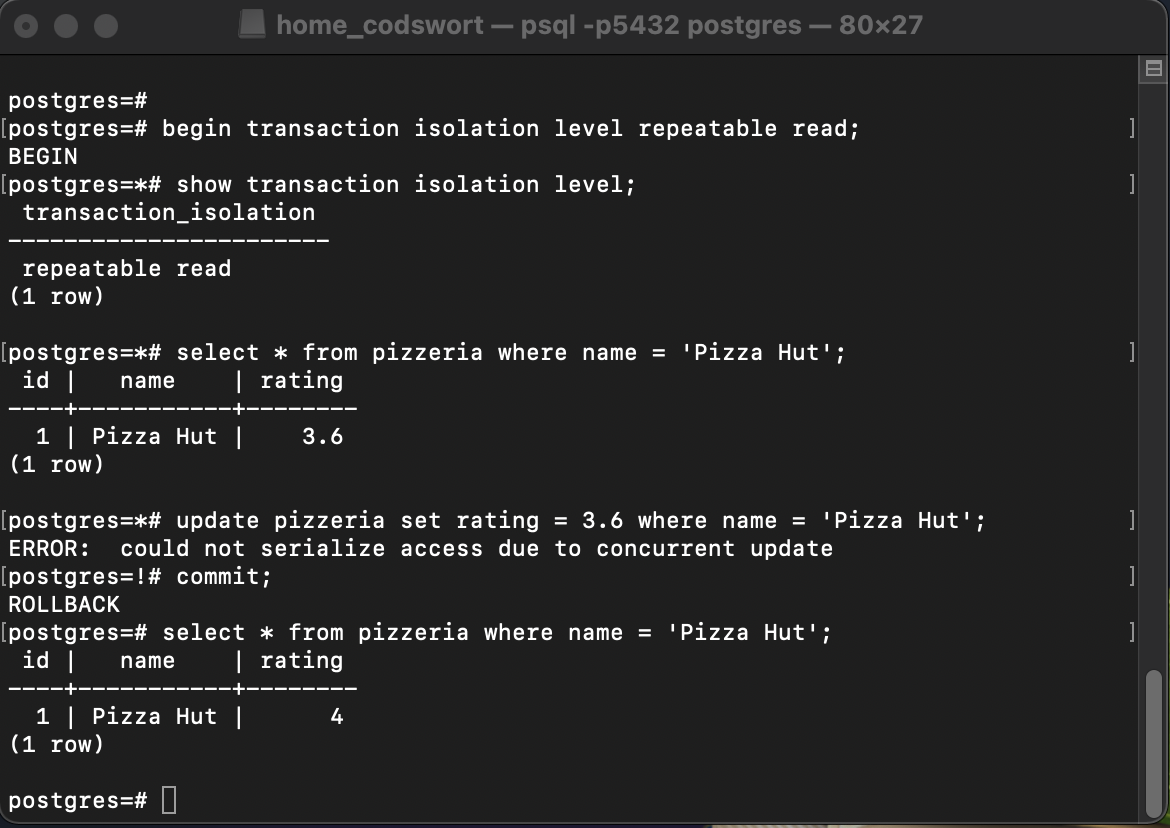 home_codswort — psql -p5432 postgres — 80×27
postgres=#
[postgres=# begin transaction isolation level repeatable read; ]
BEGIN
[postgres=*# show transaction isolation level; ]
 transaction_isolation
-----------------------
 repeatable read
(1 row)
[postgres=*# select * from pizzeria where name = 'Pizza Hut'; ]
 id |   name    | rating
----+-----------+--------
  1 | Pizza Hut |    3.6
(1 row)
[postgres=*# update pizzeria set rating = 3.6 where name = 'Pizza Hut'; ]
ERROR:  could not serialize access due to concurrent update
[postgres=!# commit; ]
ROLLBACK
[postgres=# select * from pizzeria where name = 'Pizza Hut'; ]
 id |   name    | rating
----+-----------+--------
  1 | Pizza Hut |      4
(1 row)
postgres=#